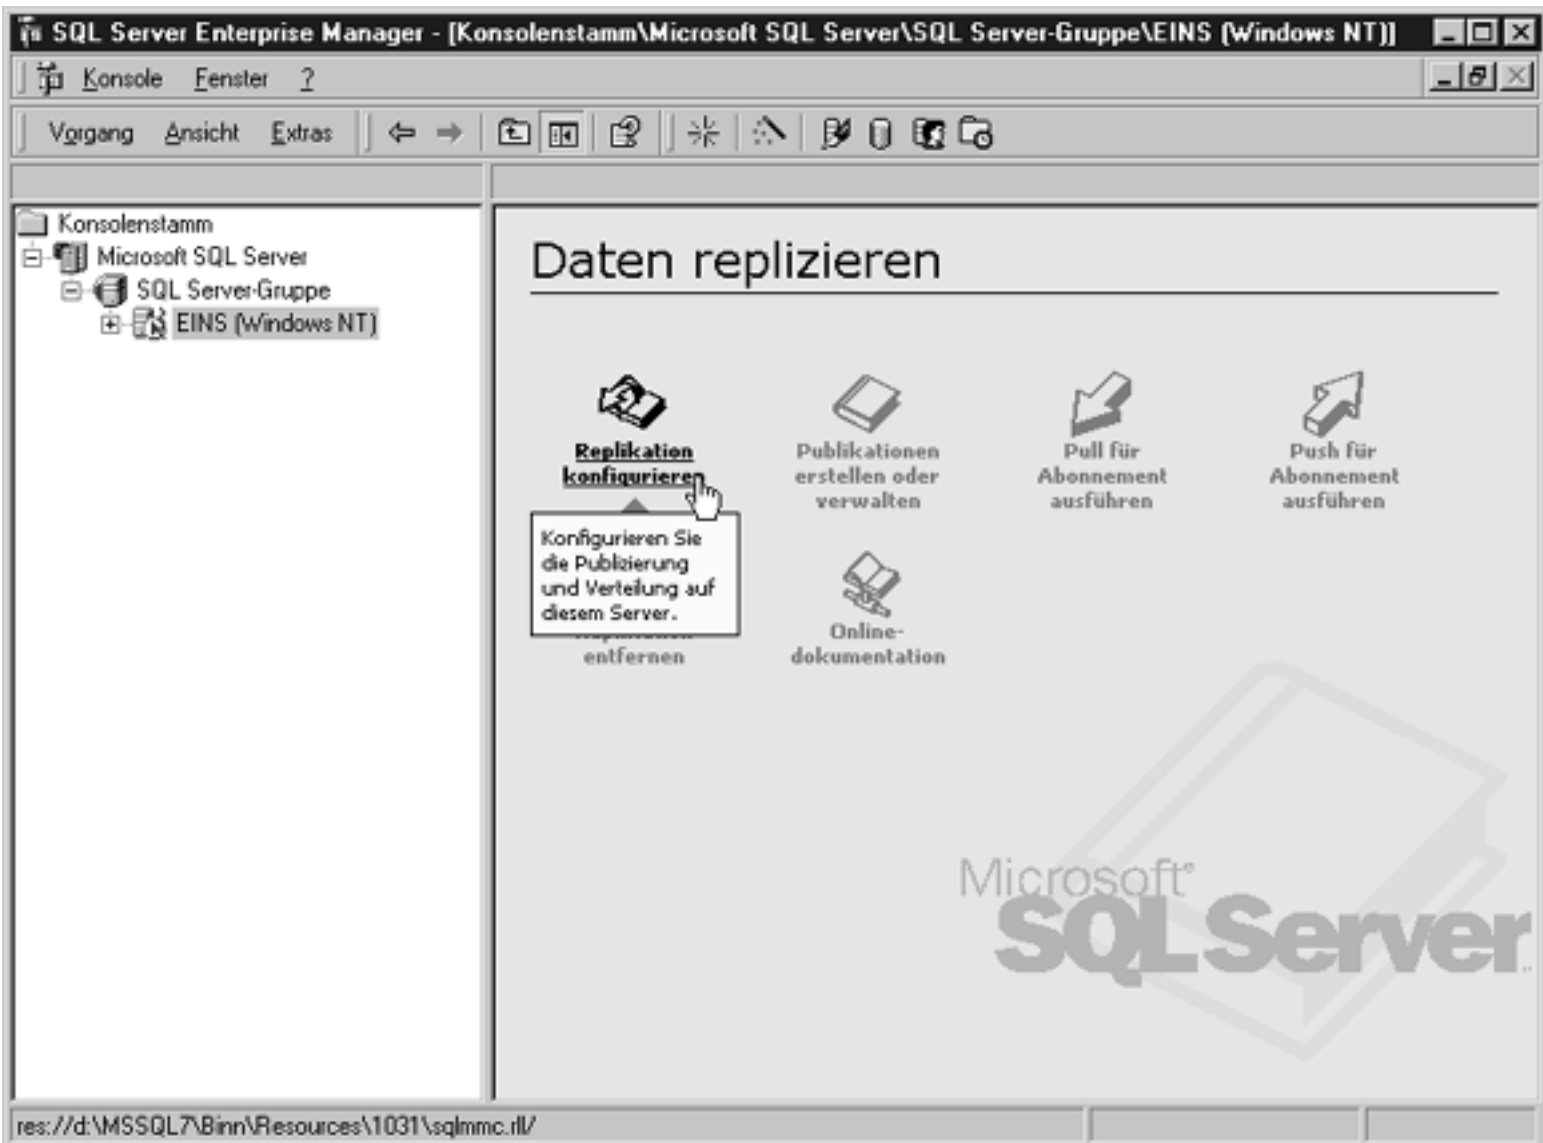 SQL Server Enterprise Manager - [Konsolenstamm\Microsoft SQL Server\SQL Server-Gruppe\EINS (Windows NT)]
Konsole Fenster ?
Vorgang Ansicht Extras
Konsolenstamm
Microsoft SQL Server
SQL Server-Gruppe
EINS (Windows NT)
Daten replizieren
Replikation
konfigurieren
Publikationen
erstellen oder
verwalten
Pull für
Abonnement
ausführen
Push für
Abonnement
ausführen
Konfigurieren Sie
die Publizierung
und Verteilung auf
diesem Server.
entfernen
Online-
dokumentation
Microsoft®
SQL Server
res://d:\MSSQL7\Binn\Resources\1031\sqlmmc.rll/